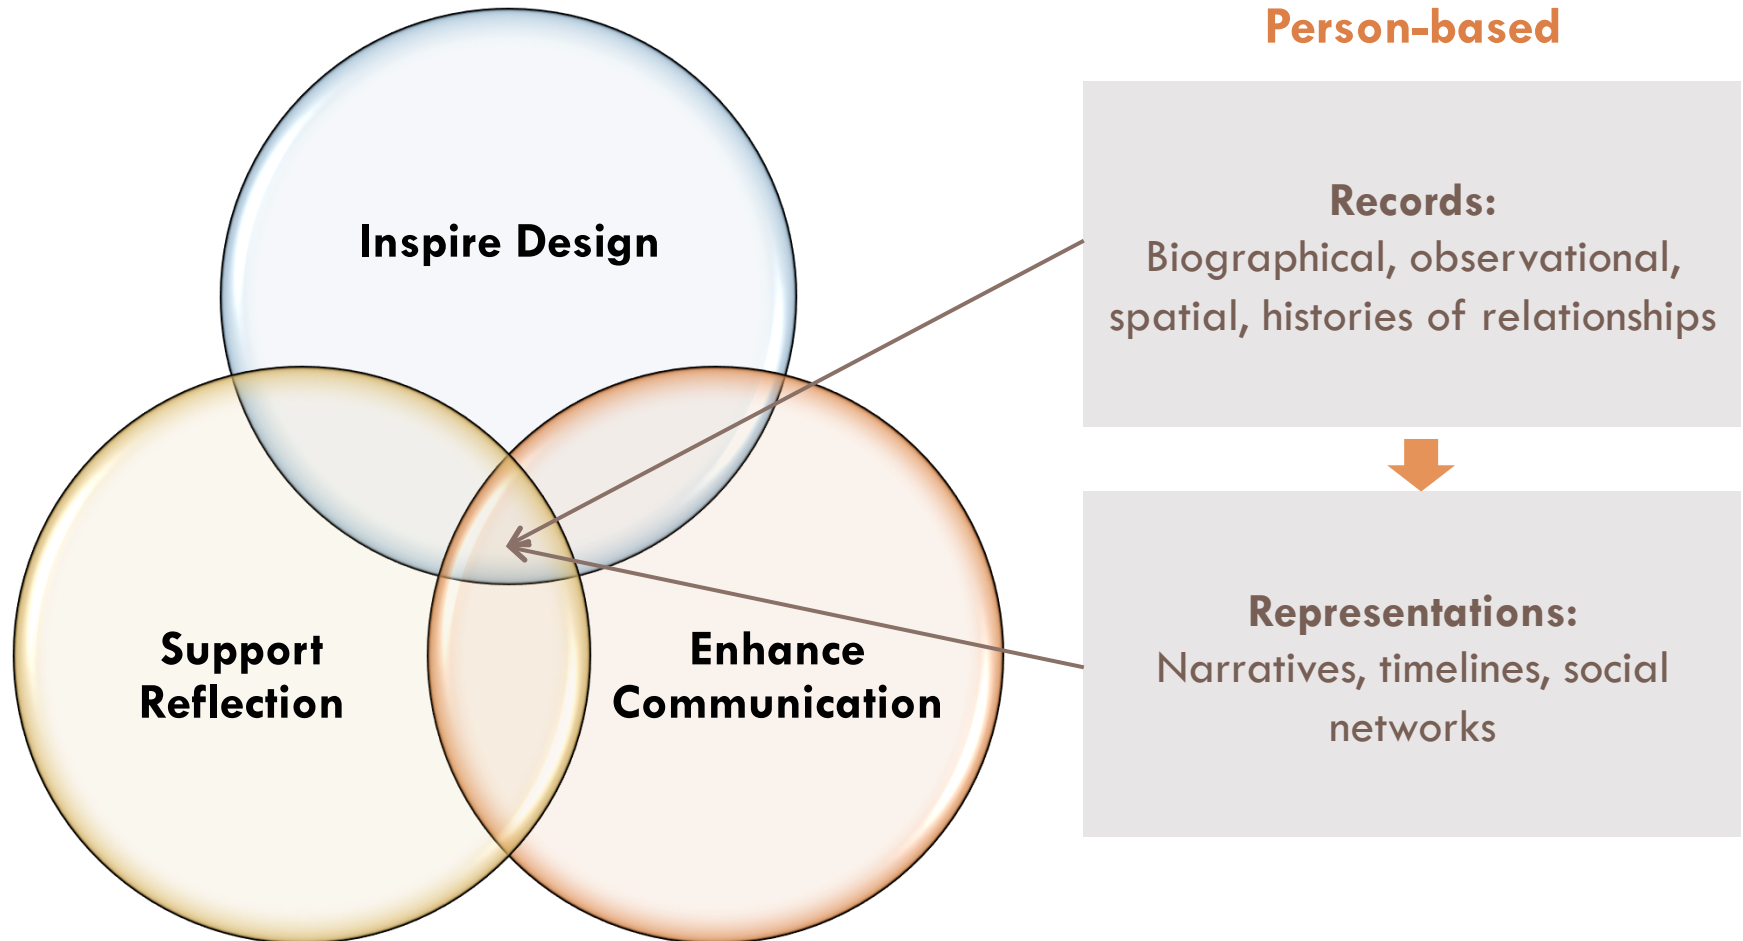 Person-based
Inspire Design
Records:
Biographical, observational,
spatial, histories of relationships
Support
Reflection
Enhance
Communication
Representations:
Narratives, timelines, social
networks